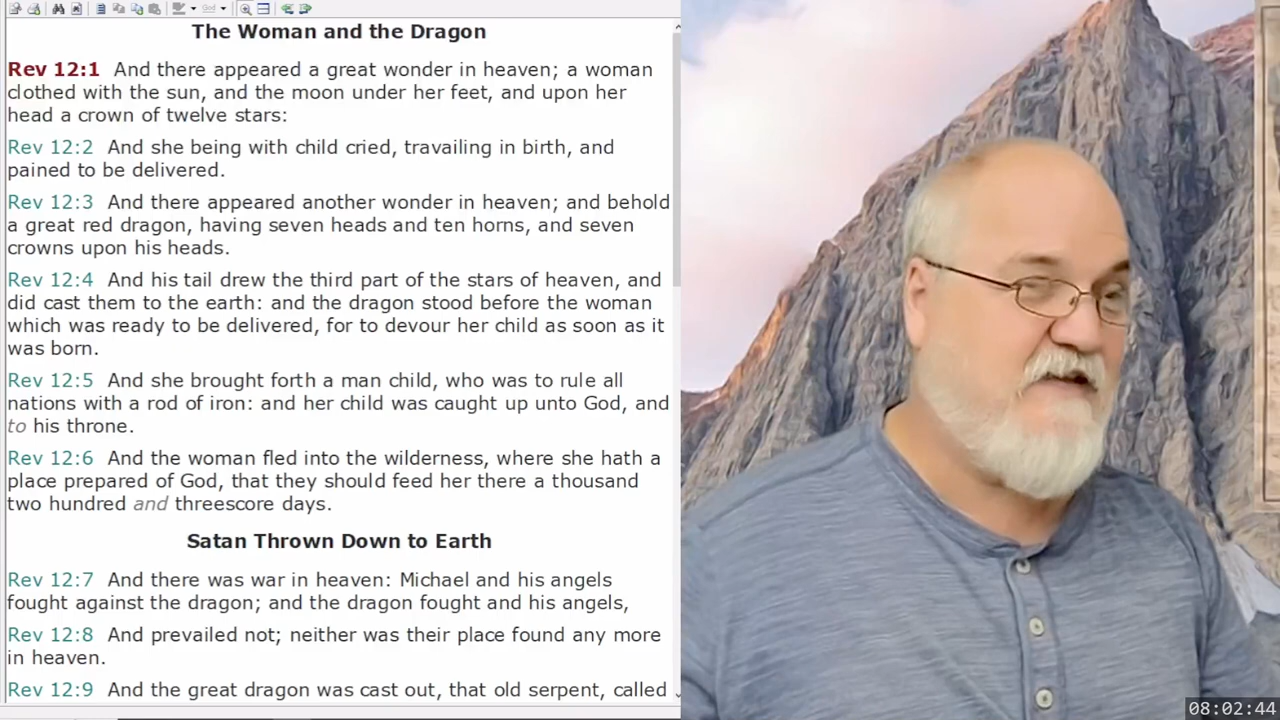 The Woman and the Dragon
Rev 12:1 And there appeared a great wonder in heaven; a woman
clothed with the sun, and the moon under her feet, and upon her
head a crown of twelve stars:
Rev 12:2 And she being with child cried, travailing in birth, and
pained to be delivered.
Rev 12:3 And there appeared another wonder in heaven; and behold
a great red dragon, having seven heads and ten horns, and seven
crowns upon his heads.
Rev 12:4 And his tail drew the third part of the stars of heaven, and
did cast them to the earth: and the dragon stood before the woman
which was ready to be delivered, for to devour her child as soon as it
was born.
Rev 12:5 And she brought forth a man child, who was to rule all
nations with a rod of iron: and her child was caught up unto God, and
to his throne.
Rev 12:6 And the woman fled into the wilderness, where she hath a
place prepared of God, that they should feed her there a thousand
two hundred and threescore days.
Satan Thrown Down to Earth
Rev 12:7 And there was war in heaven: Michael and his angels
fought against the dragon; and the dragon fought and his angels,
Rev 12:8 And prevailed not; neither was their place found any more
in heaven.
Rev 12:9 And the great dragon was cast out, that old serpent, called
08:02:44